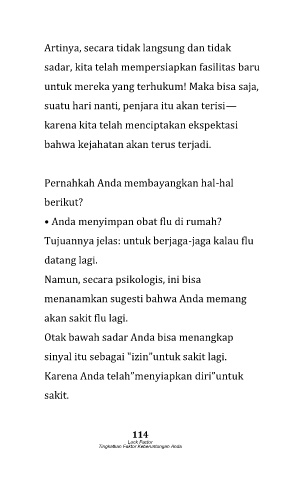 Artinya, secara tidak langsung dan tidak
sadar, kita telah mempersiapkan fasilitas baru
untuk mereka yang terhukum! Maka bisa saja,
suatu hari nanti, penjara itu akan terisi—
karena kita telah menciptakan ekspektasi
bahwa kejahatan akan terus terjadi.
Pernahkah Anda membayangkan hal-hal
berikut?
• Anda menyimpan obat flu di rumah?
Tujuannya jelas: untuk berjaga-jaga kalau flu
datang lagi.
Namun, secara psikologis, ini bisa
menanamkan sugesti bahwa Anda memang
akan sakit flu lagi.
Otak bawah sadar Anda bisa menangkap
sinyal itu sebagai "izin"untuk sakit lagi.
Karena Anda telah"menyiapkan diri"untuk
sakit.
114
Luck Factor
Tingkatkan Faktor Keberuntungan Anda